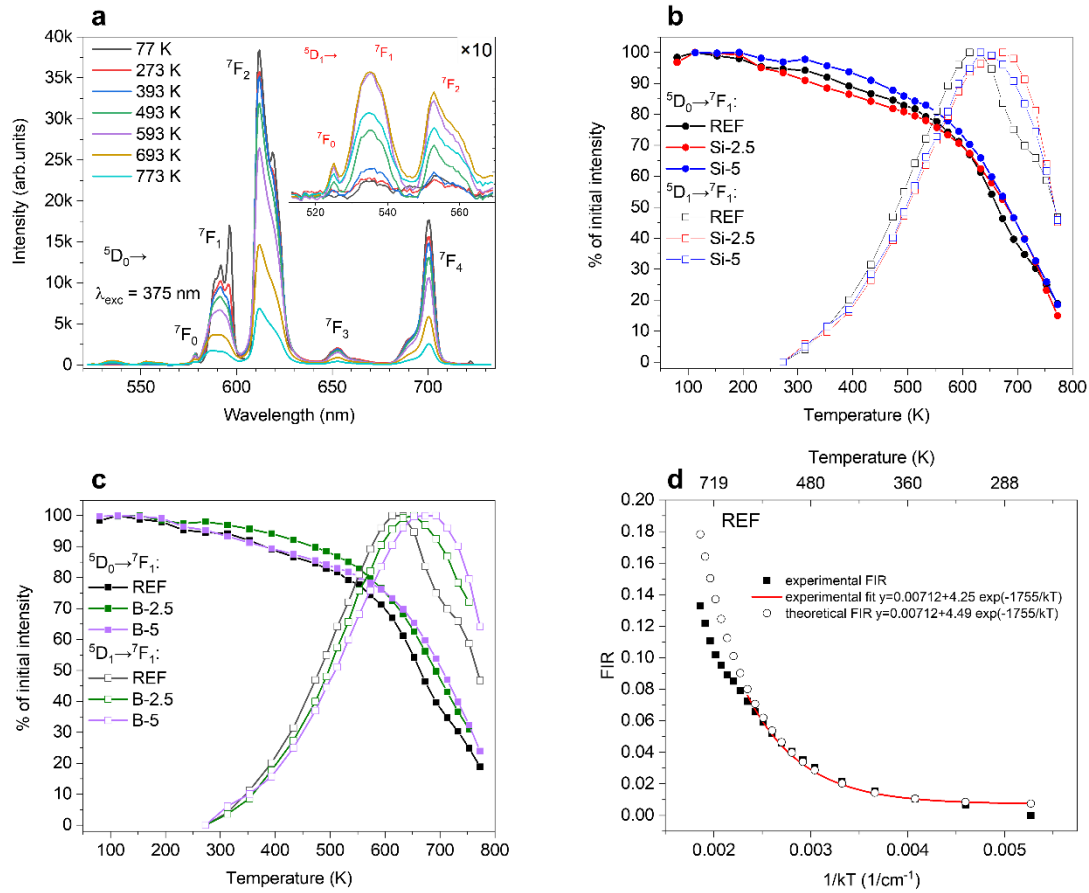 a
40k
35k
30k
25k
20k
15k
10k
5k
0
Intensity (arb.units)
77 K
273 K
393 K
493 K
593 K
693 K
773 K
⁷F₂
⁵D₁→
⁷F₁
×10
⁷F₂
⁷F₀
520 540 560
⁷F₁
⁵D₀→
λexc = 375 nm
⁷F₀
⁷F₃
⁷F₄
550 600 650 700
Wavelength (nm)
b
100
90
80
70
60
50
40
30
20
10
0
% of initial intensity
⁵D₀→⁷F₁:
REF
Si-2.5
Si-5
⁵D₁→⁷F₁:
REF
Si-2.5
Si-5
100 200 300 400 500 600 700 800
Temperature (K)
c
100
90
80
70
60
50
40
30
20
10
0
% of initial intensity
⁵D₀→⁷F₁:
REF
B-2.5
B-5
⁵D₁→⁷F₁:
REF
B-2.5
B-5
0 100 200 300 400 500 600 700 800
Temperature (K)
Temperature (K)
d
719 480 360 288
0.20
0.18
0.16
0.14
0.12
0.10
0.08
0.06
0.04
0.02
0.00
FIR
REF
experimental FIR
experimental fit y=0.00712+4.25 exp(-1755/kT)
theoretical FIR y=0.00712+4.49 exp(-1755/kT)
0.002 0.003 0.004 0.005
1/kT (1/cm⁻¹)